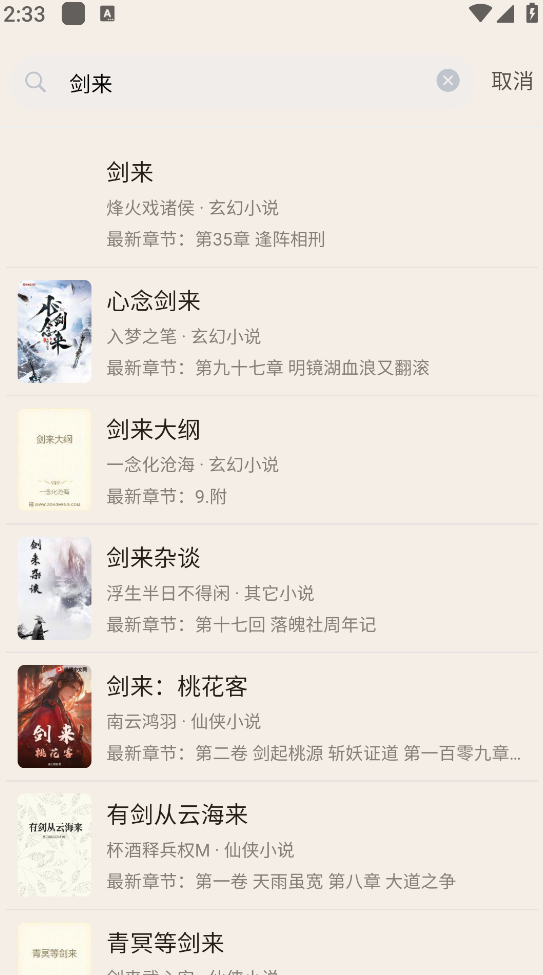 2:33
A
剑来
取消
剑来
烽火戏诸侯 · 玄幻小说
最新章节：第35章 逢阵相刑
心念剑来
心念剑来
入梦之笔 · 玄幻小说
最新章节：第九十七章 明镜湖血浪又翻滚
剑来大纲
一念化沧海
剑来大纲
一念化沧海 · 玄幻小说
最新章节：9.附
剑来杂谈
剑来杂谈
浮生半日不得闲 · 其它小说
最新章节：第十七回 落魄社周年记
剑来
桃花客
剑来：桃花客
南云鸿羽 · 仙侠小说
最新章节：第二卷 剑起桃源 斩妖证道 第一百零九章...
有剑从云海来
有剑从云海来
杯酒释兵权M · 仙侠小说
最新章节：第一卷 天雨虽宽 第八章 大道之争
青冥等剑来
青冥等剑来